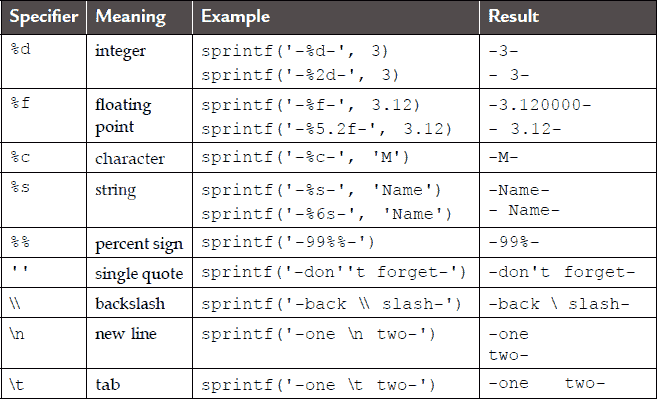 Specifier Meaning Example Result
%d integer sprintf('-%d-', 3) -3-
sprintf('-%2d-', 3) - 3-
%f floating point sprintf('-%f-', 3.12) -3.120000-
sprintf('-%5.2f-', 3.12) - 3.12-
%c character sprintf('-%c-', 'M') -M-
%s string sprintf('-%s-', 'Name') -Name-
sprintf('-%6s-', 'Name') - Name-
%% percent sign sprintf('-99%%-') -99%-
'' single quote sprintf('-don''t forget-') -don't forget-
\\ backslash sprintf('-back \\ slash-') -back \ slash-
\n new line sprintf('-one \n two-') -one
two-
\t tab sprintf('-one \t two-') -one two-